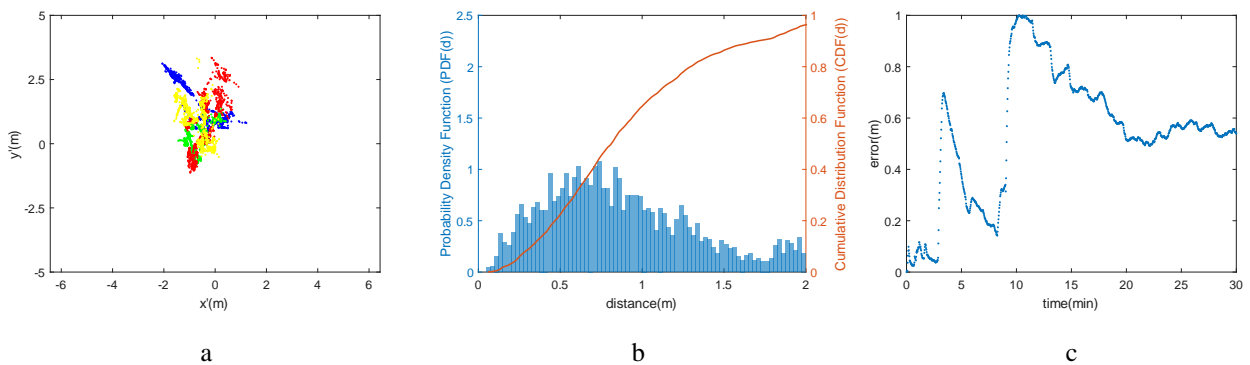 5
2.5
0
-2.5
5
y'(m)
-6 -4 -2 0 2 4 6
x'(m)
a
2.5
2
1.5
1
0.5
0
Probability Density Function (PDF(d))
1
0.8
0.6
0.4
0.2
0
Cumulative Distribution Function (CDF(d))
0 0.5 1 1.5 2
distance(m)
b
1
0.8
0.6
0.4
0.2
0
error(m)
0 5 10 15 20 25 30
time(min)
c